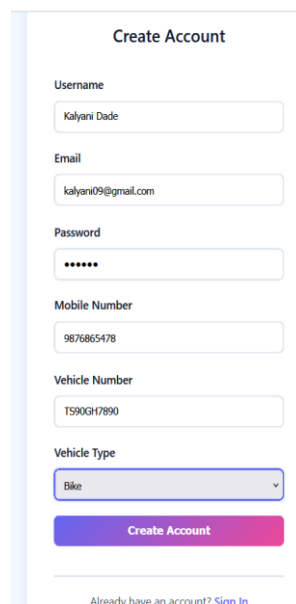 Create Account
Username
Kalyani Dade
Email
kalyani09@gmail.com
Password
••••••
Mobile Number
9876865478
Vehicle Number
TS90GH7890
Vehicle Type
Bike
Create Account
Already have an account? Sign In